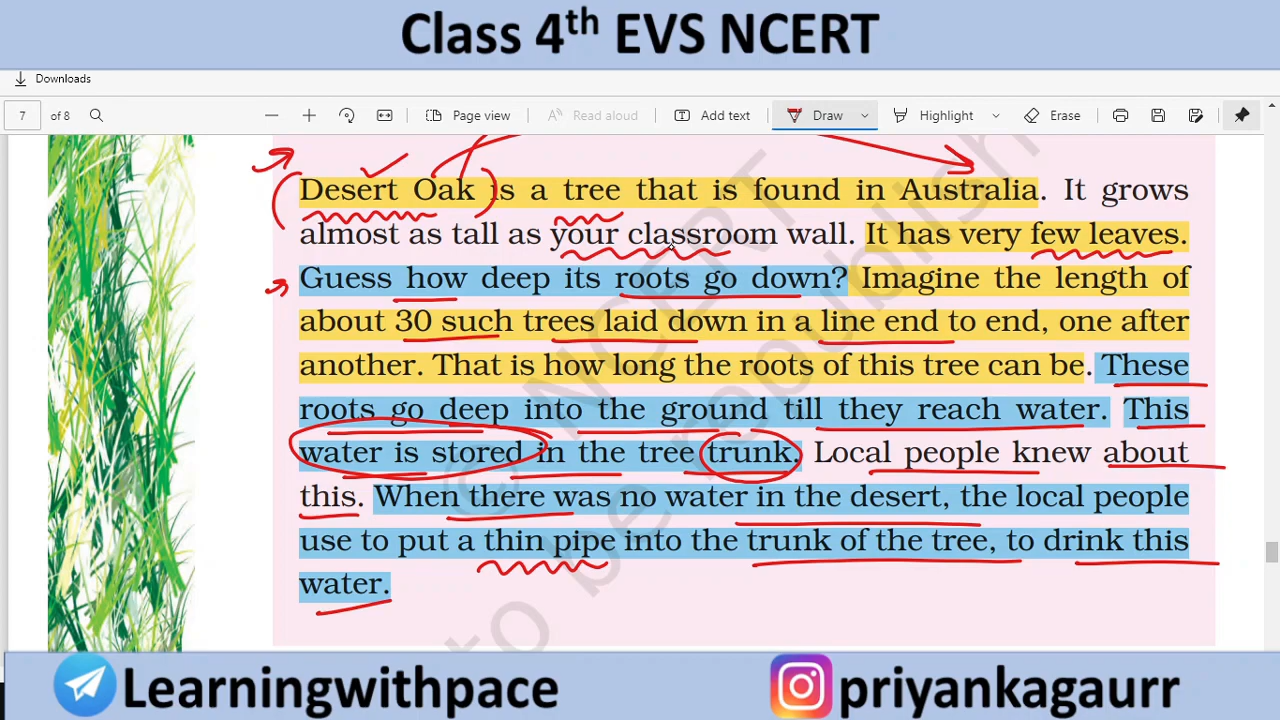 Class 4th EVS NCERT
Downloads
7 of 8 Page view Read aloud Add text Draw Highlight Erase
Desert Oak is a tree that is found in Australia. It grows
almost as tall as your classroom wall. It has very few leaves.
Guess how deep its roots go down? Imagine the length of
about 30 such trees laid down in a line end to end, one after
another. That is how long the roots of this tree can be. These
roots go deep into the ground till they reach water. This
water is stored in the tree trunk. Local people knew about
this. When there was no water in the desert, the local people
use to put a thin pipe into the trunk of the tree, to drink this
water.
© NCERT
to be republish
Learningwithpace priyankagaurr